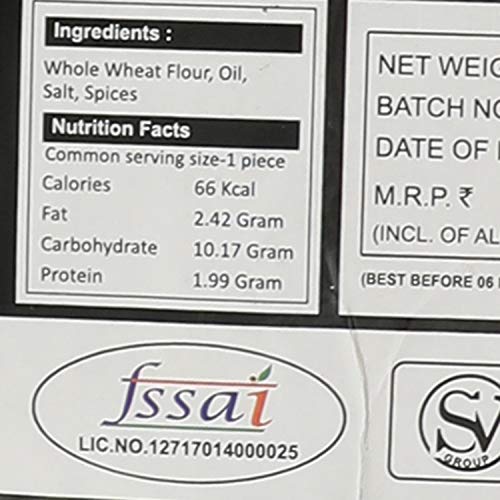 Ingredients :
Whole Wheat Flour, Oil,
Salt, Spices
Nutrition Facts
Common serving size-1 piece
Calories 66 Kcal
Fat 2.42 Gram
Carbohydrate 10.17 Gram
Protein 1.99 Gram
NET WEIG
BATCH NO
DATE OF
M.R.P. ₹
(INCL. OF AL
(BEST BEFORE 06
fssai
LIC.NO.12717014000025
SV
GROUP